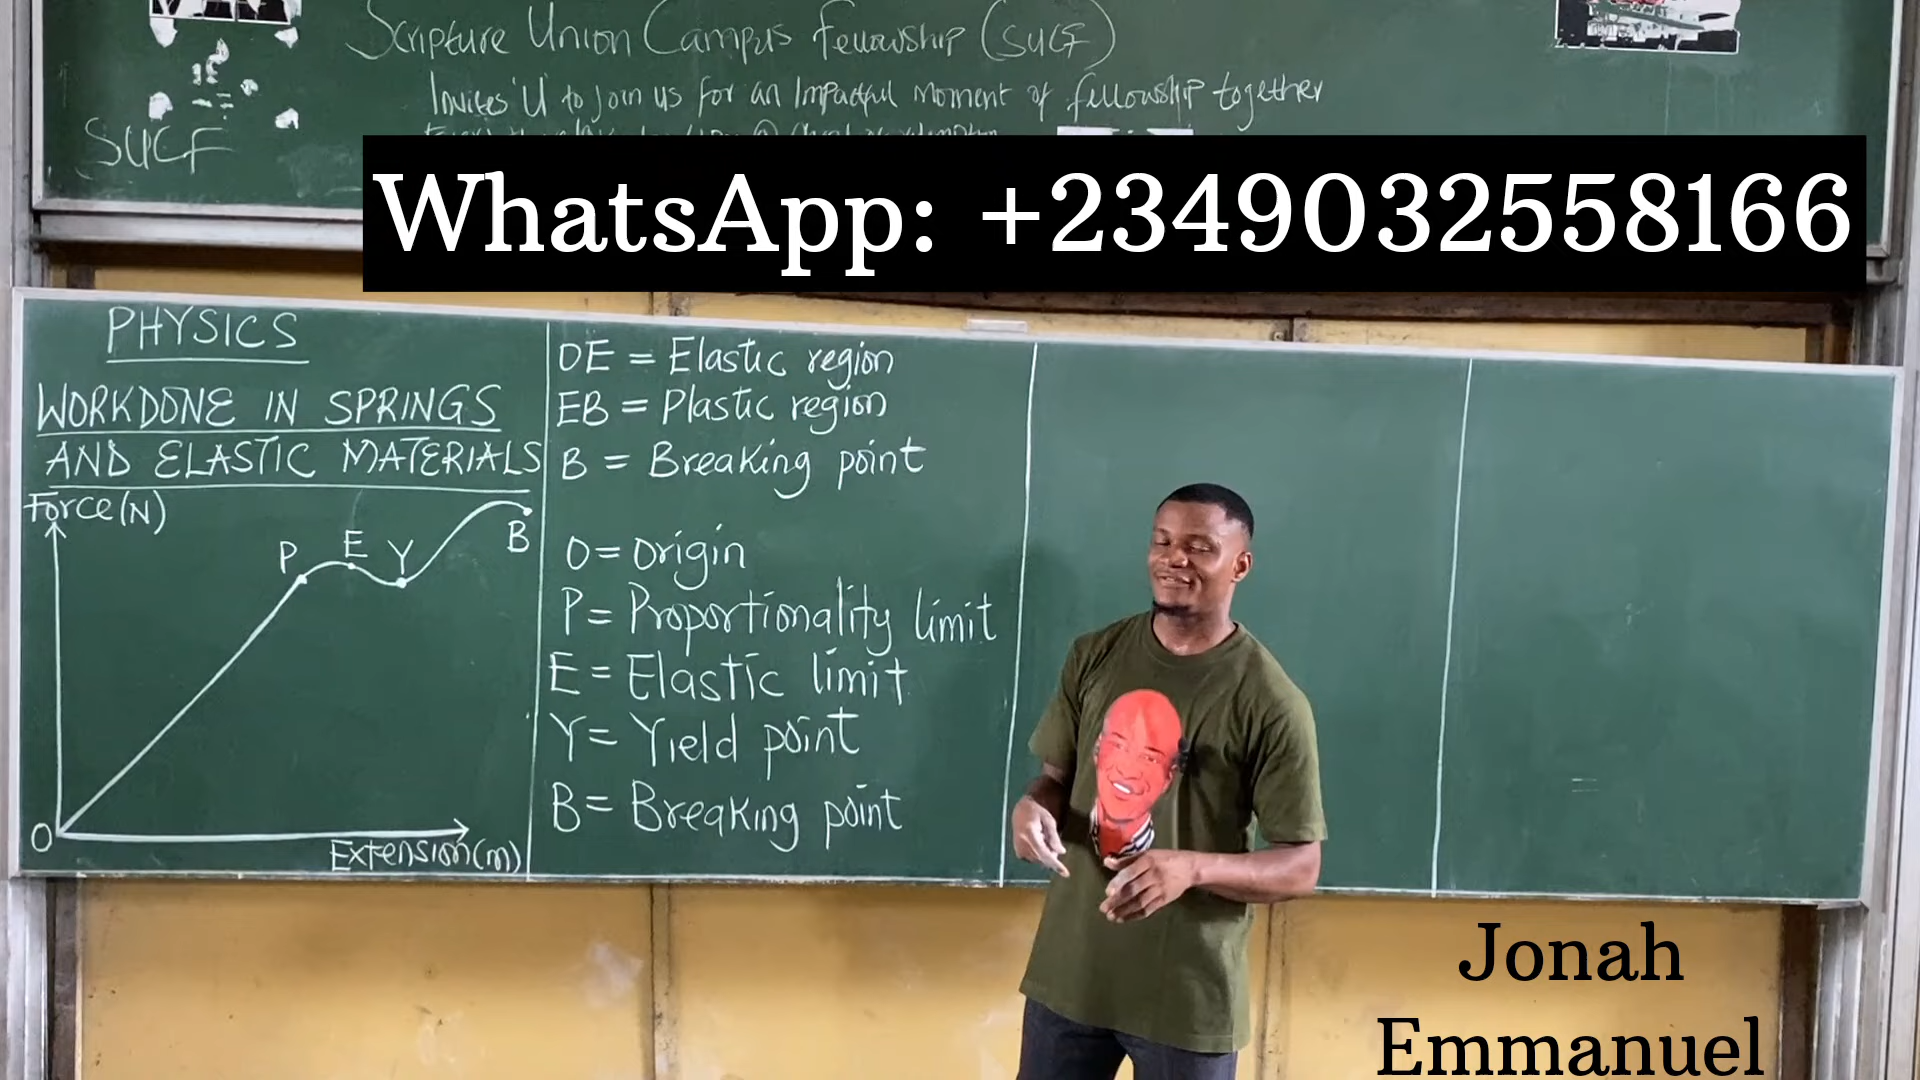 Scripture Union Campus fellowship (SUCF)
Invites 'U' to join us for an Impactful Moment of fellowship together
SUCF
WhatsApp: +2349032558166
PHYSICS
WORKDONE IN SPRINGS
AND ELASTIC MATERIALS
Force(N)
P
E
Y
B
O
Extension(m)
OE = Elastic region
EB = Plastic region
B = Breaking point
O = Origin
P = Proportionality limit
E = Elastic limit
Y = Yield point
B = Breaking point
Jonah
Emmanuel